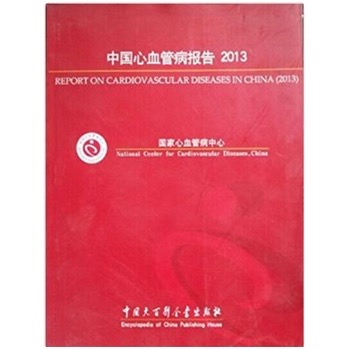 中国心血管病报告 2013
REPORT ON CARDIOVASCULAR DISEASES IN CHINA (2013)
国家心血管病中心
National Center for Cardiovascular Diseases,China
中国大百科全书出版社
Encyclopedia of China Publishing House